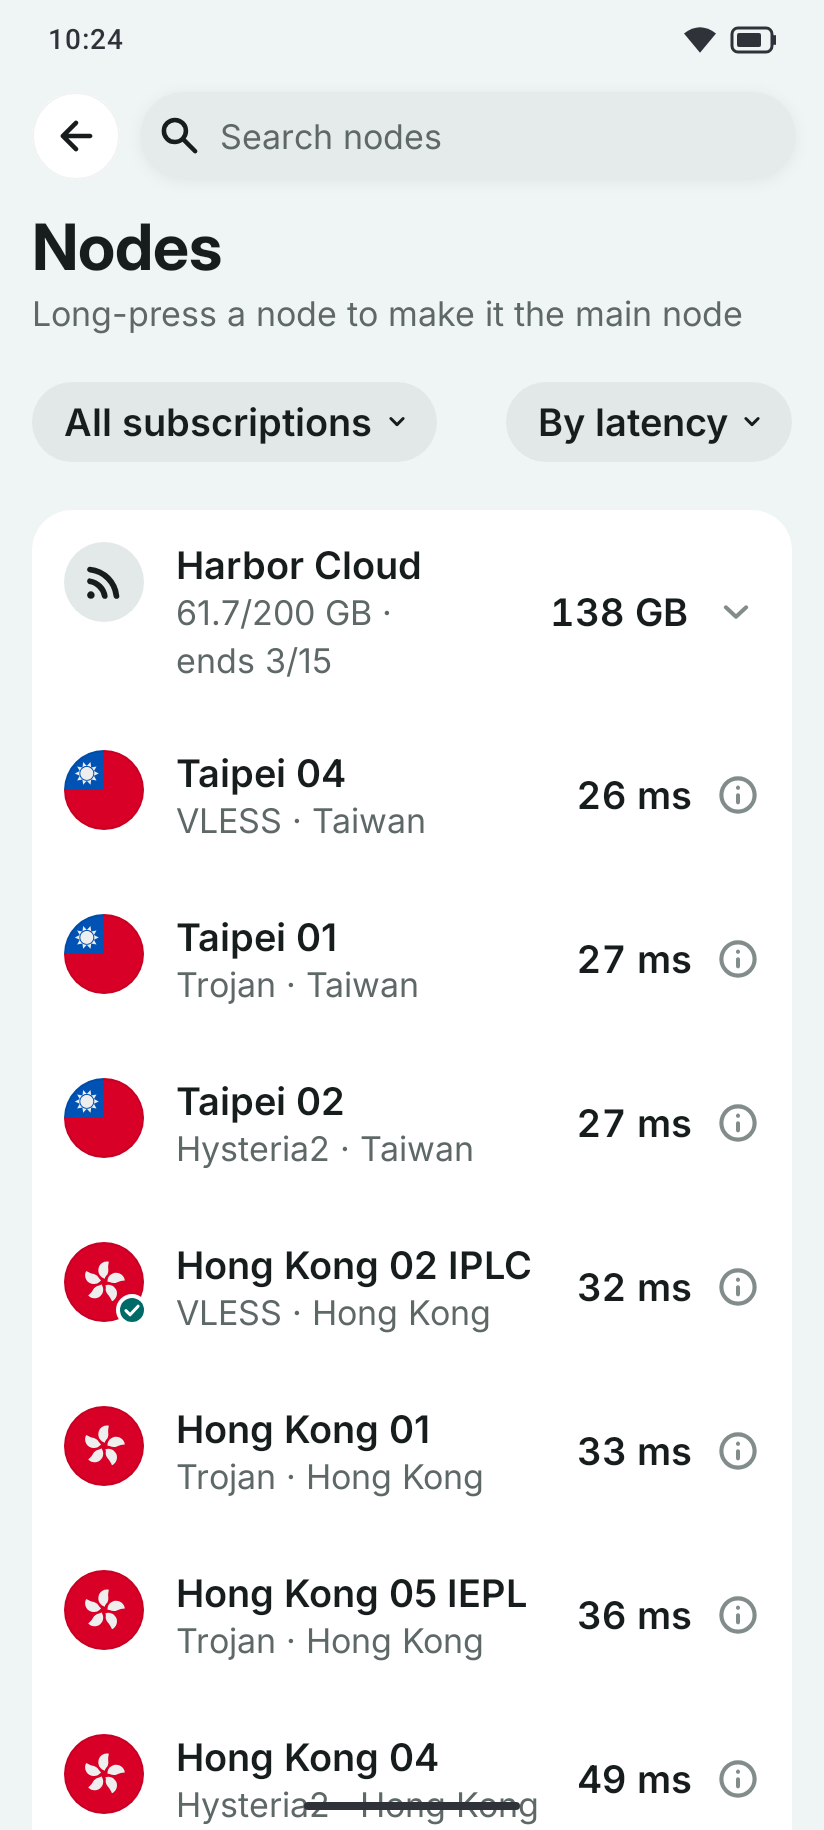 10:24
Search nodes
Nodes
Long-press a node to make it the main node
All subscriptions
By latency
Harbor Cloud
61.7/200 GB ·
ends 3/15
138 GB
Taipei 04
VLESS · Taiwan
26 ms
Taipei 01
Trojan · Taiwan
27 ms
Taipei 02
Hysteria2 · Taiwan
27 ms
Hong Kong 02 IPLC
VLESS · Hong Kong
32 ms
Hong Kong 01
Trojan · Hong Kong
33 ms
Hong Kong 05 IEPL
Trojan · Hong Kong
36 ms
Hong Kong 04
Hysteria2 · Hong Kong
49 ms